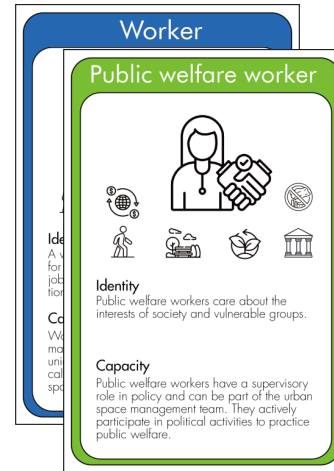 Worker
Public welfare worker
Identity
Public welfare workers care about the
interests of society and vulnerable groups.
Capacity
Public welfare workers have a supervisory
role in policy and can be part of the urban
space management team. They actively
participate in political activities to practice
public welfare.